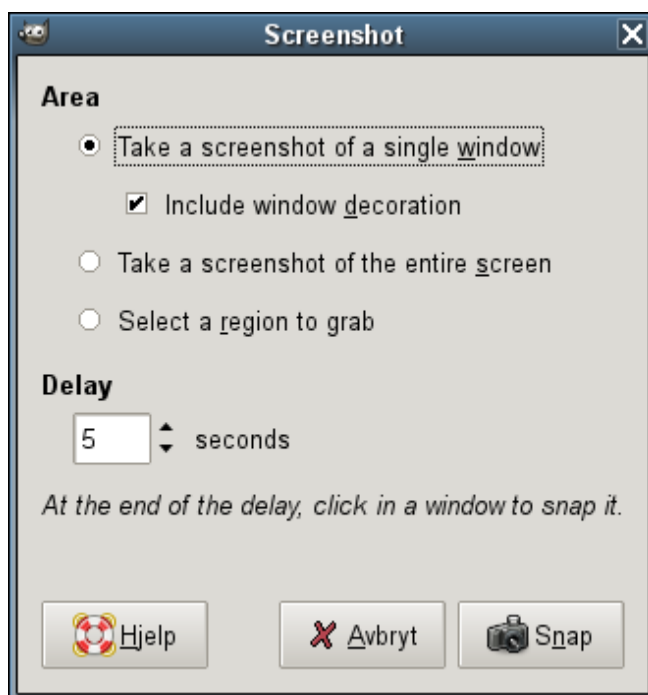 Screenshot
Area
Take a screenshot of a single window
Include window decoration
Take a screenshot of the entire screen
Select a region to grab
Delay
5 seconds
At the end of the delay, click in a window to snap it.
Hjelp Avbryt Snap